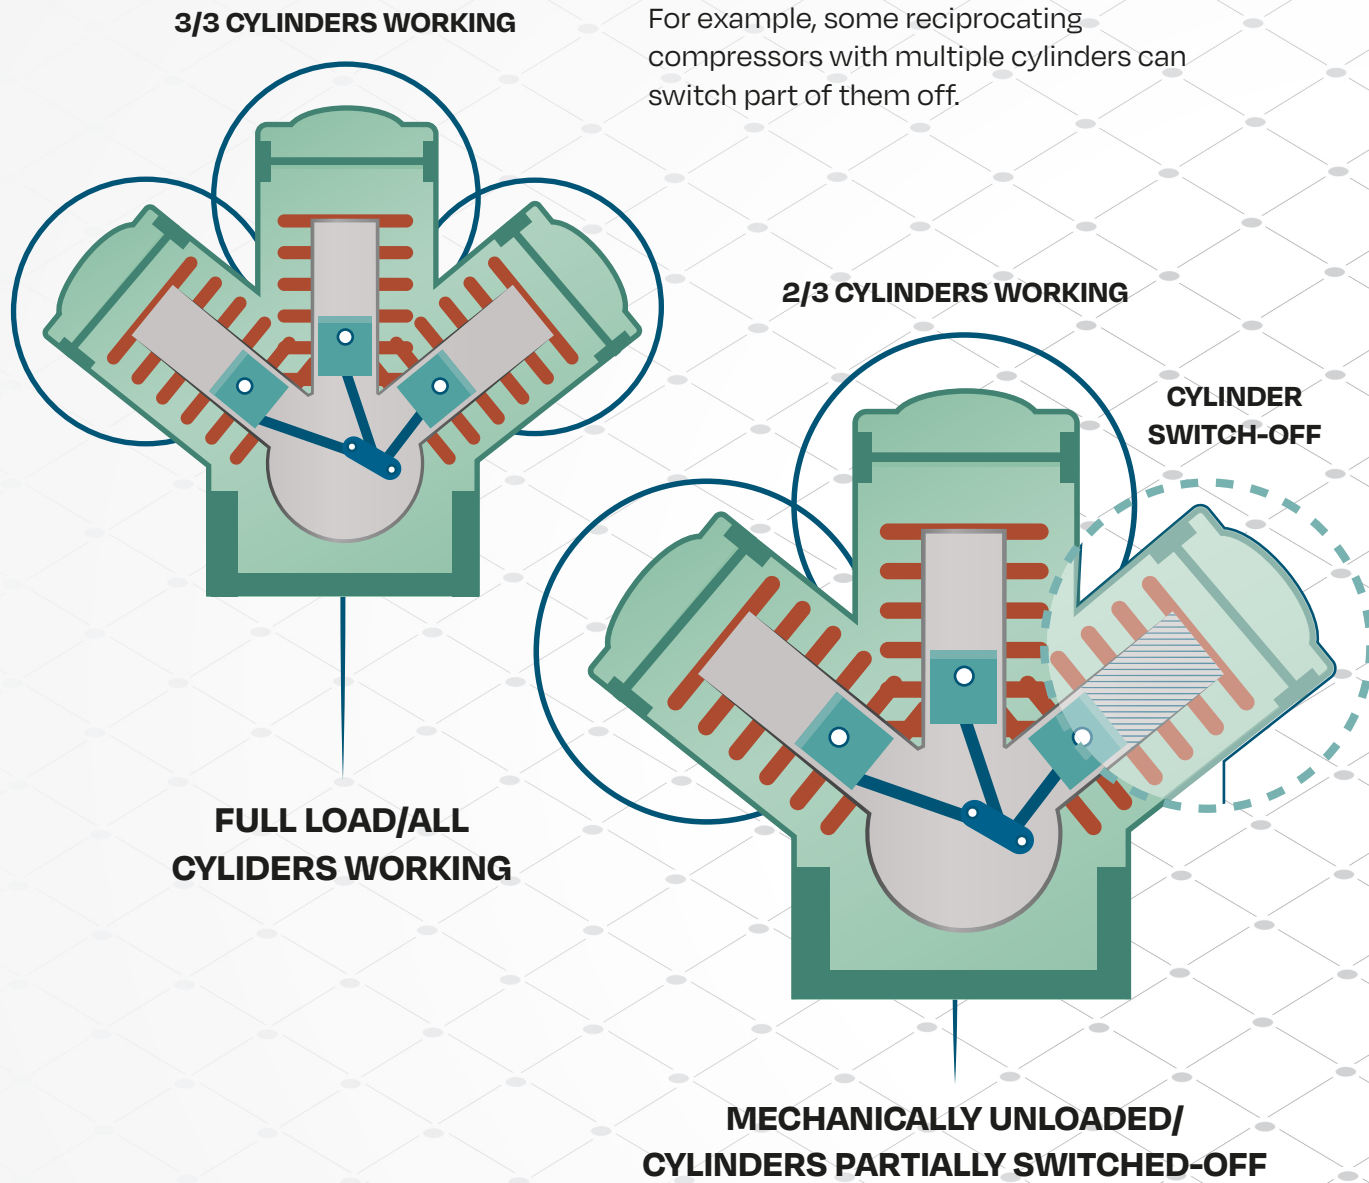 3/3 CYLINDERS WORKING
For example, some reciprocating
compressors with multiple cylinders can
switch part of them off.
2/3 CYLINDERS WORKING
CYLINDER
SWITCH-OFF
FULL LOAD/ALL
CYLIDERS WORKING
MECHANICALLY UNLOADED/
CYLINDERS PARTIALLY SWITCHED-OFF